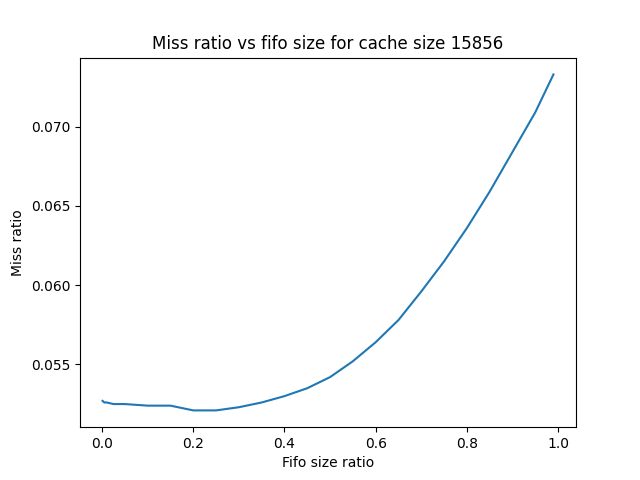 Miss ratio vs fifo size for cache size 15856
0.070
0.065
0.060
0.055
Miss ratio
0.0 0.2 0.4 0.6 0.8 1.0
Fifo size ratio